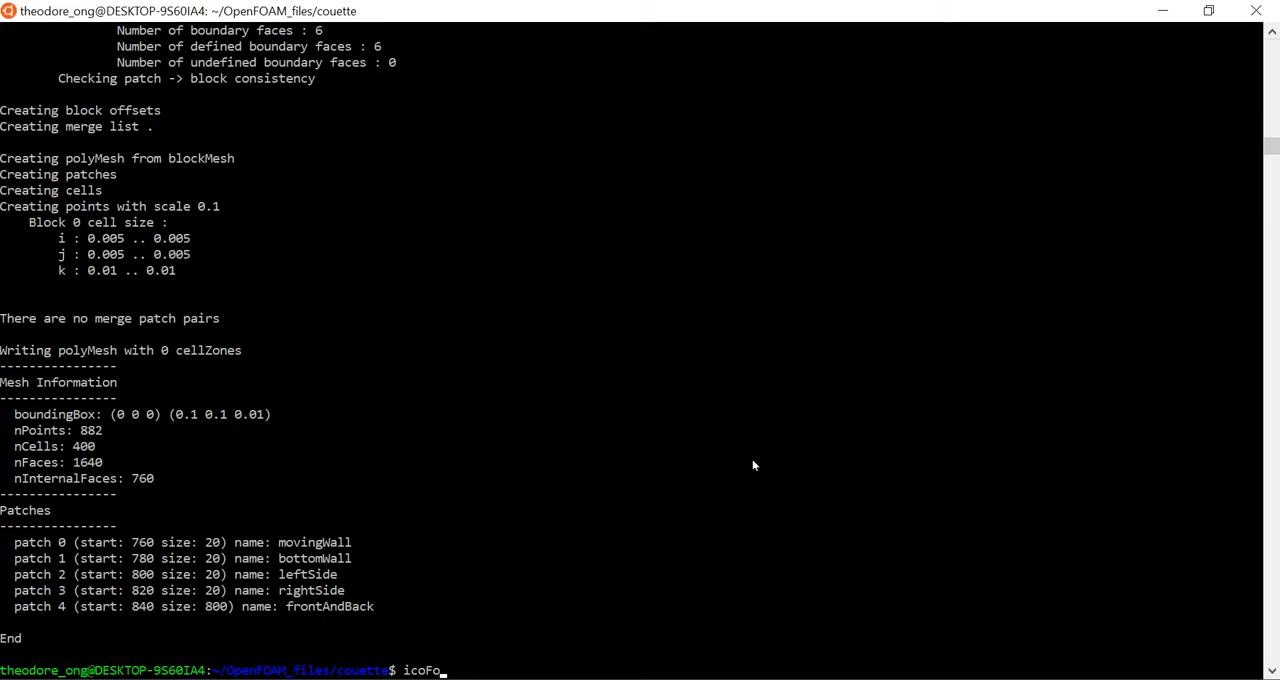 theodore_ong@DESKTOP-9S60IA4: ~/OpenFOAM_files/couette
Number of boundary faces : 6
Number of defined boundary faces : 6
Number of undefined boundary faces : 0
Checking patch -> block consistency
Creating block offsets
Creating merge list .
Creating polyMesh from blockMesh
Creating patches
Creating cells
Creating points with scale 0.1
Block 0 cell size :
i : 0.005 .. 0.005
j : 0.005 .. 0.005
k : 0.01 .. 0.01
There are no merge patch pairs
Writing polyMesh with 0 cellZones
----------------
Mesh Information
----------------
boundingBox: (0 0 0) (0.1 0.1 0.01)
nPoints: 882
nCells: 400
nFaces: 1640
nInternalFaces: 760
----------------
Patches
----------------
patch 0 (start: 760 size: 20) name: movingWall
patch 1 (start: 780 size: 20) name: bottomWall
patch 2 (start: 800 size: 20) name: leftSide
patch 3 (start: 820 size: 20) name: rightSide
patch 4 (start: 840 size: 800) name: frontAndBack
End
theodore_ong@DESKTOP-9S60IA4:~/OpenFOAM_files/couette$ icoFo